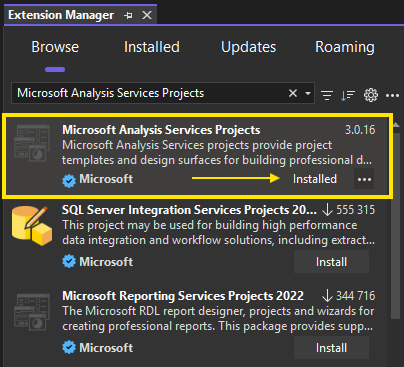 Extension Manager
Browse Installed Updates Roaming
Microsoft Analysis Services Projects
Microsoft Analysis Services Projects 3.0.16
Microsoft Analysis Services projects provide project
templates and design surfaces for building professional d...
Microsoft Installed
SQL Server Integration Services Projects 20... 555 315
This project may be used for building high performance
data integration and workflow solutions, including extract...
Microsoft Install
Microsoft Reporting Services Projects 2022 344 716
The Microsoft RDL report designer, projects and wizards for
creating professional reports. This package provides supp...
Microsoft Install